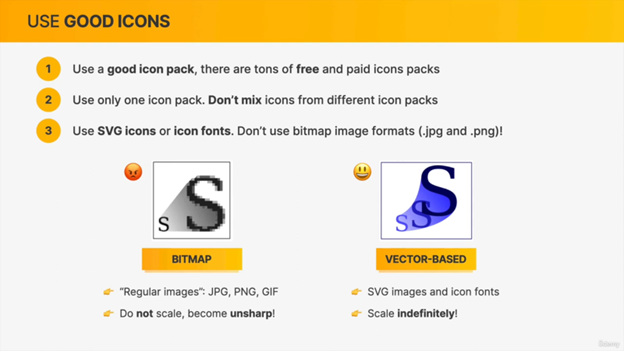 USE GOOD ICONS
1 Use a good icon pack, there are tons of free and paid icons packs
2 Use only one icon pack. Don't mix icons from different icon packs
3 Use SVG icons or icon fonts. Don't use bitmap image formats (.jpg and .png)!
s S
s S S
BITMAP
VECTOR-BASED
"Regular images": JPG, PNG, GIF
SVG images and icon fonts
Do not scale, become unsharp!
Scale indefinitely!
Udemy